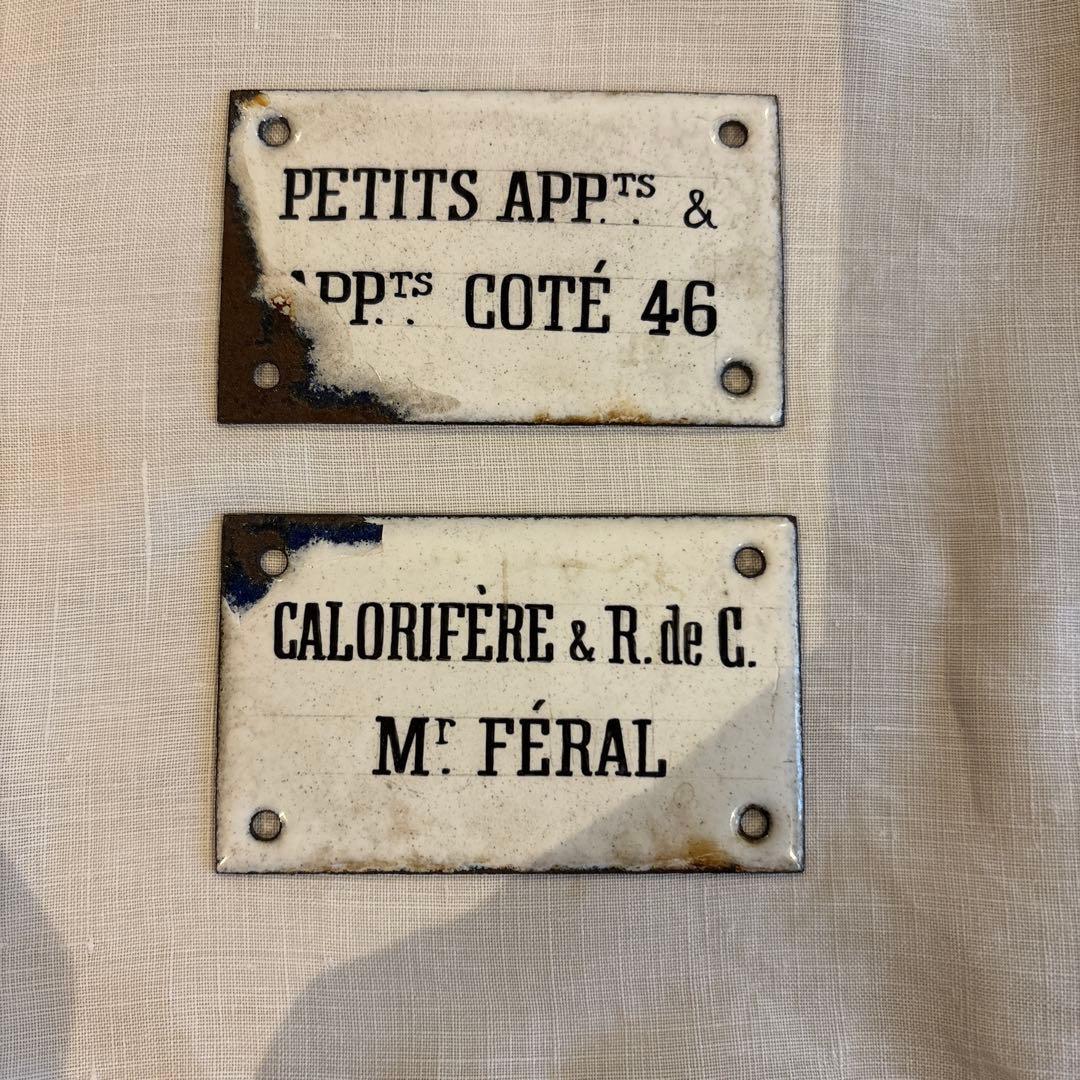 PETITS APP.TS &
APP.TS COTÉ 46
CALORIFÈRE & R. de C.
Mr. FÉRAL